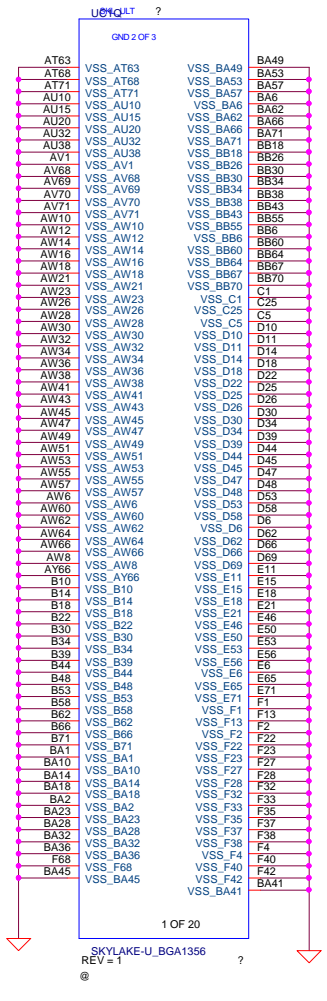 UC1Q ?
GND 2 OF 3
AT63 VSS_AT63 VSS_BA49 BA49
AT68 VSS_AT68 VSS_BA53 BA53
AT71 VSS_AT71 VSS_BA57 BA57
AU10 VSS_AU10 VSS_BA6 BA6
AU15 VSS_AU15 VSS_BA62 BA62
AU20 VSS_AU20 VSS_BA66 BA66
AU32 VSS_AU32 VSS_BA71 BA71
AU38 VSS_AU38 VSS_BB18 BB18
AV1 VSS_AV1 VSS_BB26 BB26
AV68 VSS_AV68 VSS_BB30 BB30
AV69 VSS_AV69 VSS_BB34 BB34
AV70 VSS_AV70 VSS_BB38 BB38
AV71 VSS_AV71 VSS_BB43 BB43
AW10 VSS_AW10 VSS_BB55 BB55
AW12 VSS_AW12 VSS_BB6 BB6
AW14 VSS_AW14 VSS_BB60 BB60
AW16 VSS_AW16 VSS_BB64 BB64
AW18 VSS_AW18 VSS_BB67 BB67
AW21 VSS_AW21 VSS_BB70 BB70
AW23 VSS_AW23 VSS_C1 C1
AW26 VSS_AW26 VSS_C25 C25
AW28 VSS_AW28 VSS_C5 C5
AW30 VSS_AW30 VSS_D10 D10
AW32 VSS_AW32 VSS_D11 D11
AW34 VSS_AW34 VSS_D14 D14
AW36 VSS_AW36 VSS_D18 D18
AW38 VSS_AW38 VSS_D22 D22
AW41 VSS_AW41 VSS_D25 D25
AW43 VSS_AW43 VSS_D26 D26
AW45 VSS_AW45 VSS_D30 D30
AW47 VSS_AW47 VSS_D34 D34
AW49 VSS_AW49 VSS_D39 D39
AW51 VSS_AW51 VSS_D44 D44
AW53 VSS_AW53 VSS_D45 D45
AW55 VSS_AW55 VSS_D47 D47
AW57 VSS_AW57 VSS_D48 D48
AW6 VSS_AW6 VSS_D53 D53
AW60 VSS_AW60 VSS_D58 D58
AW62 VSS_AW62 VSS_D6 D6
AW64 VSS_AW64 VSS_D62 D62
AW66 VSS_AW66 VSS_D66 D66
AW8 VSS_AW8 VSS_D69 D69
AY66 VSS_AY66 VSS_E11 E11
B10 VSS_B10 VSS_E15 E15
B14 VSS_B14 VSS_E18 E18
B18 VSS_B18 VSS_E21 E21
B22 VSS_B22 VSS_E46 E46
B30 VSS_B30 VSS_E50 E50
B34 VSS_B34 VSS_E53 E53
B39 VSS_B39 VSS_E56 E56
B44 VSS_B44 VSS_E6 E6
B48 VSS_B48 VSS_E65 E65
B53 VSS_B53 VSS_E71 E71
B58 VSS_B58 VSS_F1 F1
B62 VSS_B62 VSS_F13 F13
B66 VSS_B66 VSS_F2 F2
B71 VSS_B71 VSS_F22 F22
BA1 VSS_BA1 VSS_F23 F23
BA10 VSS_BA10 VSS_F27 F27
BA14 VSS_BA14 VSS_F28 F28
BA18 VSS_BA18 VSS_F32 F32
BA2 VSS_BA2 VSS_F33 F33
BA23 VSS_BA23 VSS_F35 F35
BA28 VSS_BA28 VSS_F37 F37
BA32 VSS_BA32 VSS_F38 F38
BA36 VSS_BA36 VSS_F4 F4
F68 VSS_F68 VSS_F40 F40
BA45 VSS_BA45 VSS_F42 F42
VSS_BA41 BA41
1 OF 20
SKYLAKE-U_BGA1356
REV = 1 ?
@